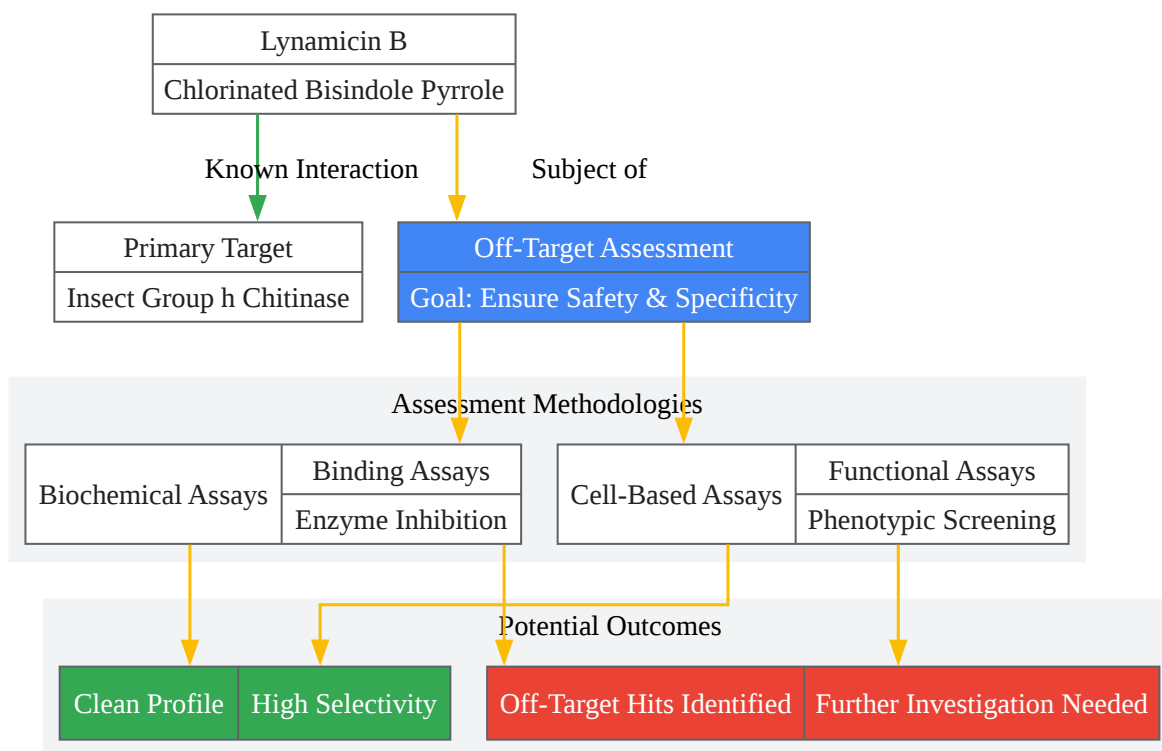 Lynamicin B
Chlorinated Bisindole Pyrrole
Known Interaction
Subject of
Primary Target
Insect Group h Chitinase
Off-Target Assessment
Goal: Ensure Safety & Specificity
Assessment Methodologies
Biochemical Assays
Binding Assays
Enzyme Inhibition
Cell-Based Assays
Functional Assays
Phenotypic Screening
Potential Outcomes
Clean Profile
High Selectivity
Off-Target Hits Identified
Further Investigation Needed